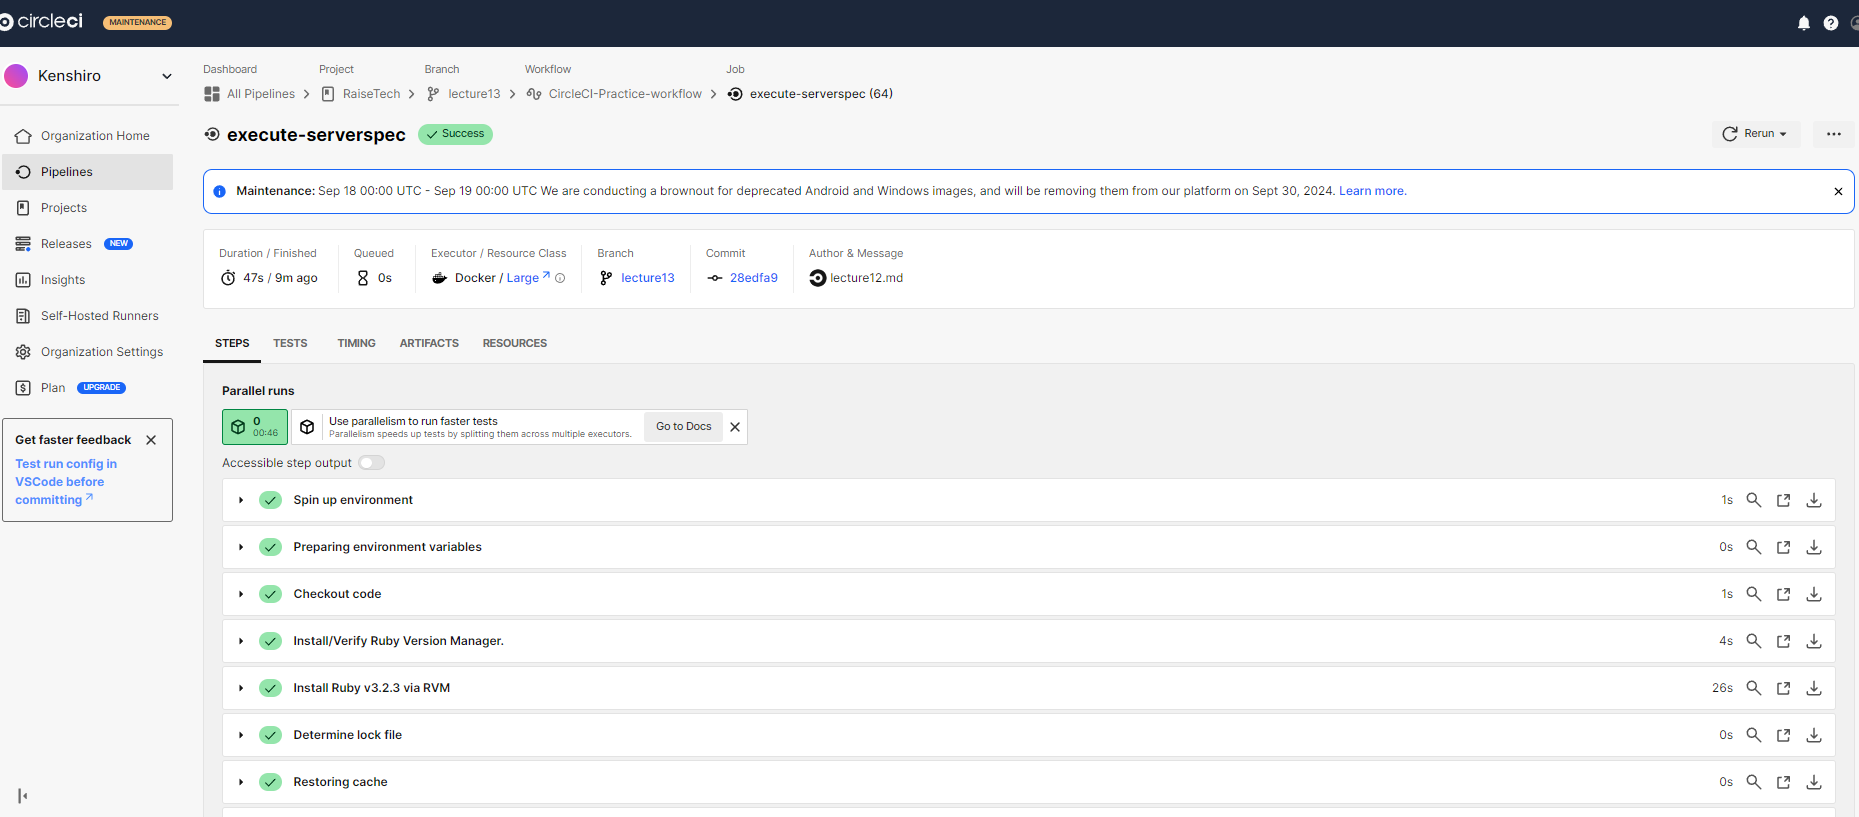 circleci MAINTENANCE
Kenshiro
Organization Home
Pipelines
Projects
Releases NEW
Insights
Self-Hosted Runners
Organization Settings
Plan UPGRADE
Get faster feedback
Test run config in
VSCode before
committing
Dashboard Project Branch Workflow Job
All Pipelines RaiseTech lecture13 CircleCI-Practice-workflow execute-serverspec (64)
execute-serverspec Success
Rerun
Maintenance: Sep 18 00:00 UTC - Sep 19 00:00 UTC We are conducting a brownout for deprecated Android and Windows images, and will be removing them from our platform on Sept 30, 2024. Learn more.
Duration / Finished Queued Executor / Resource Class Branch Commit Author & Message
47s / 9m ago 0s Docker / Large lecture13 28edfa9 lecture12.md
STEPS TESTS TIMING ARTIFACTS RESOURCES
Parallel runs
0
00:46
Use parallelism to run faster tests
Parallelism speeds up tests by splitting them across multiple executors.
Go to Docs
Accessible step output
Spin up environment 1s
Preparing environment variables 0s
Checkout code 1s
Install/Verify Ruby Version Manager. 4s
Install Ruby v3.2.3 via RVM 26s
Determine lock file 0s
Restoring cache 0s